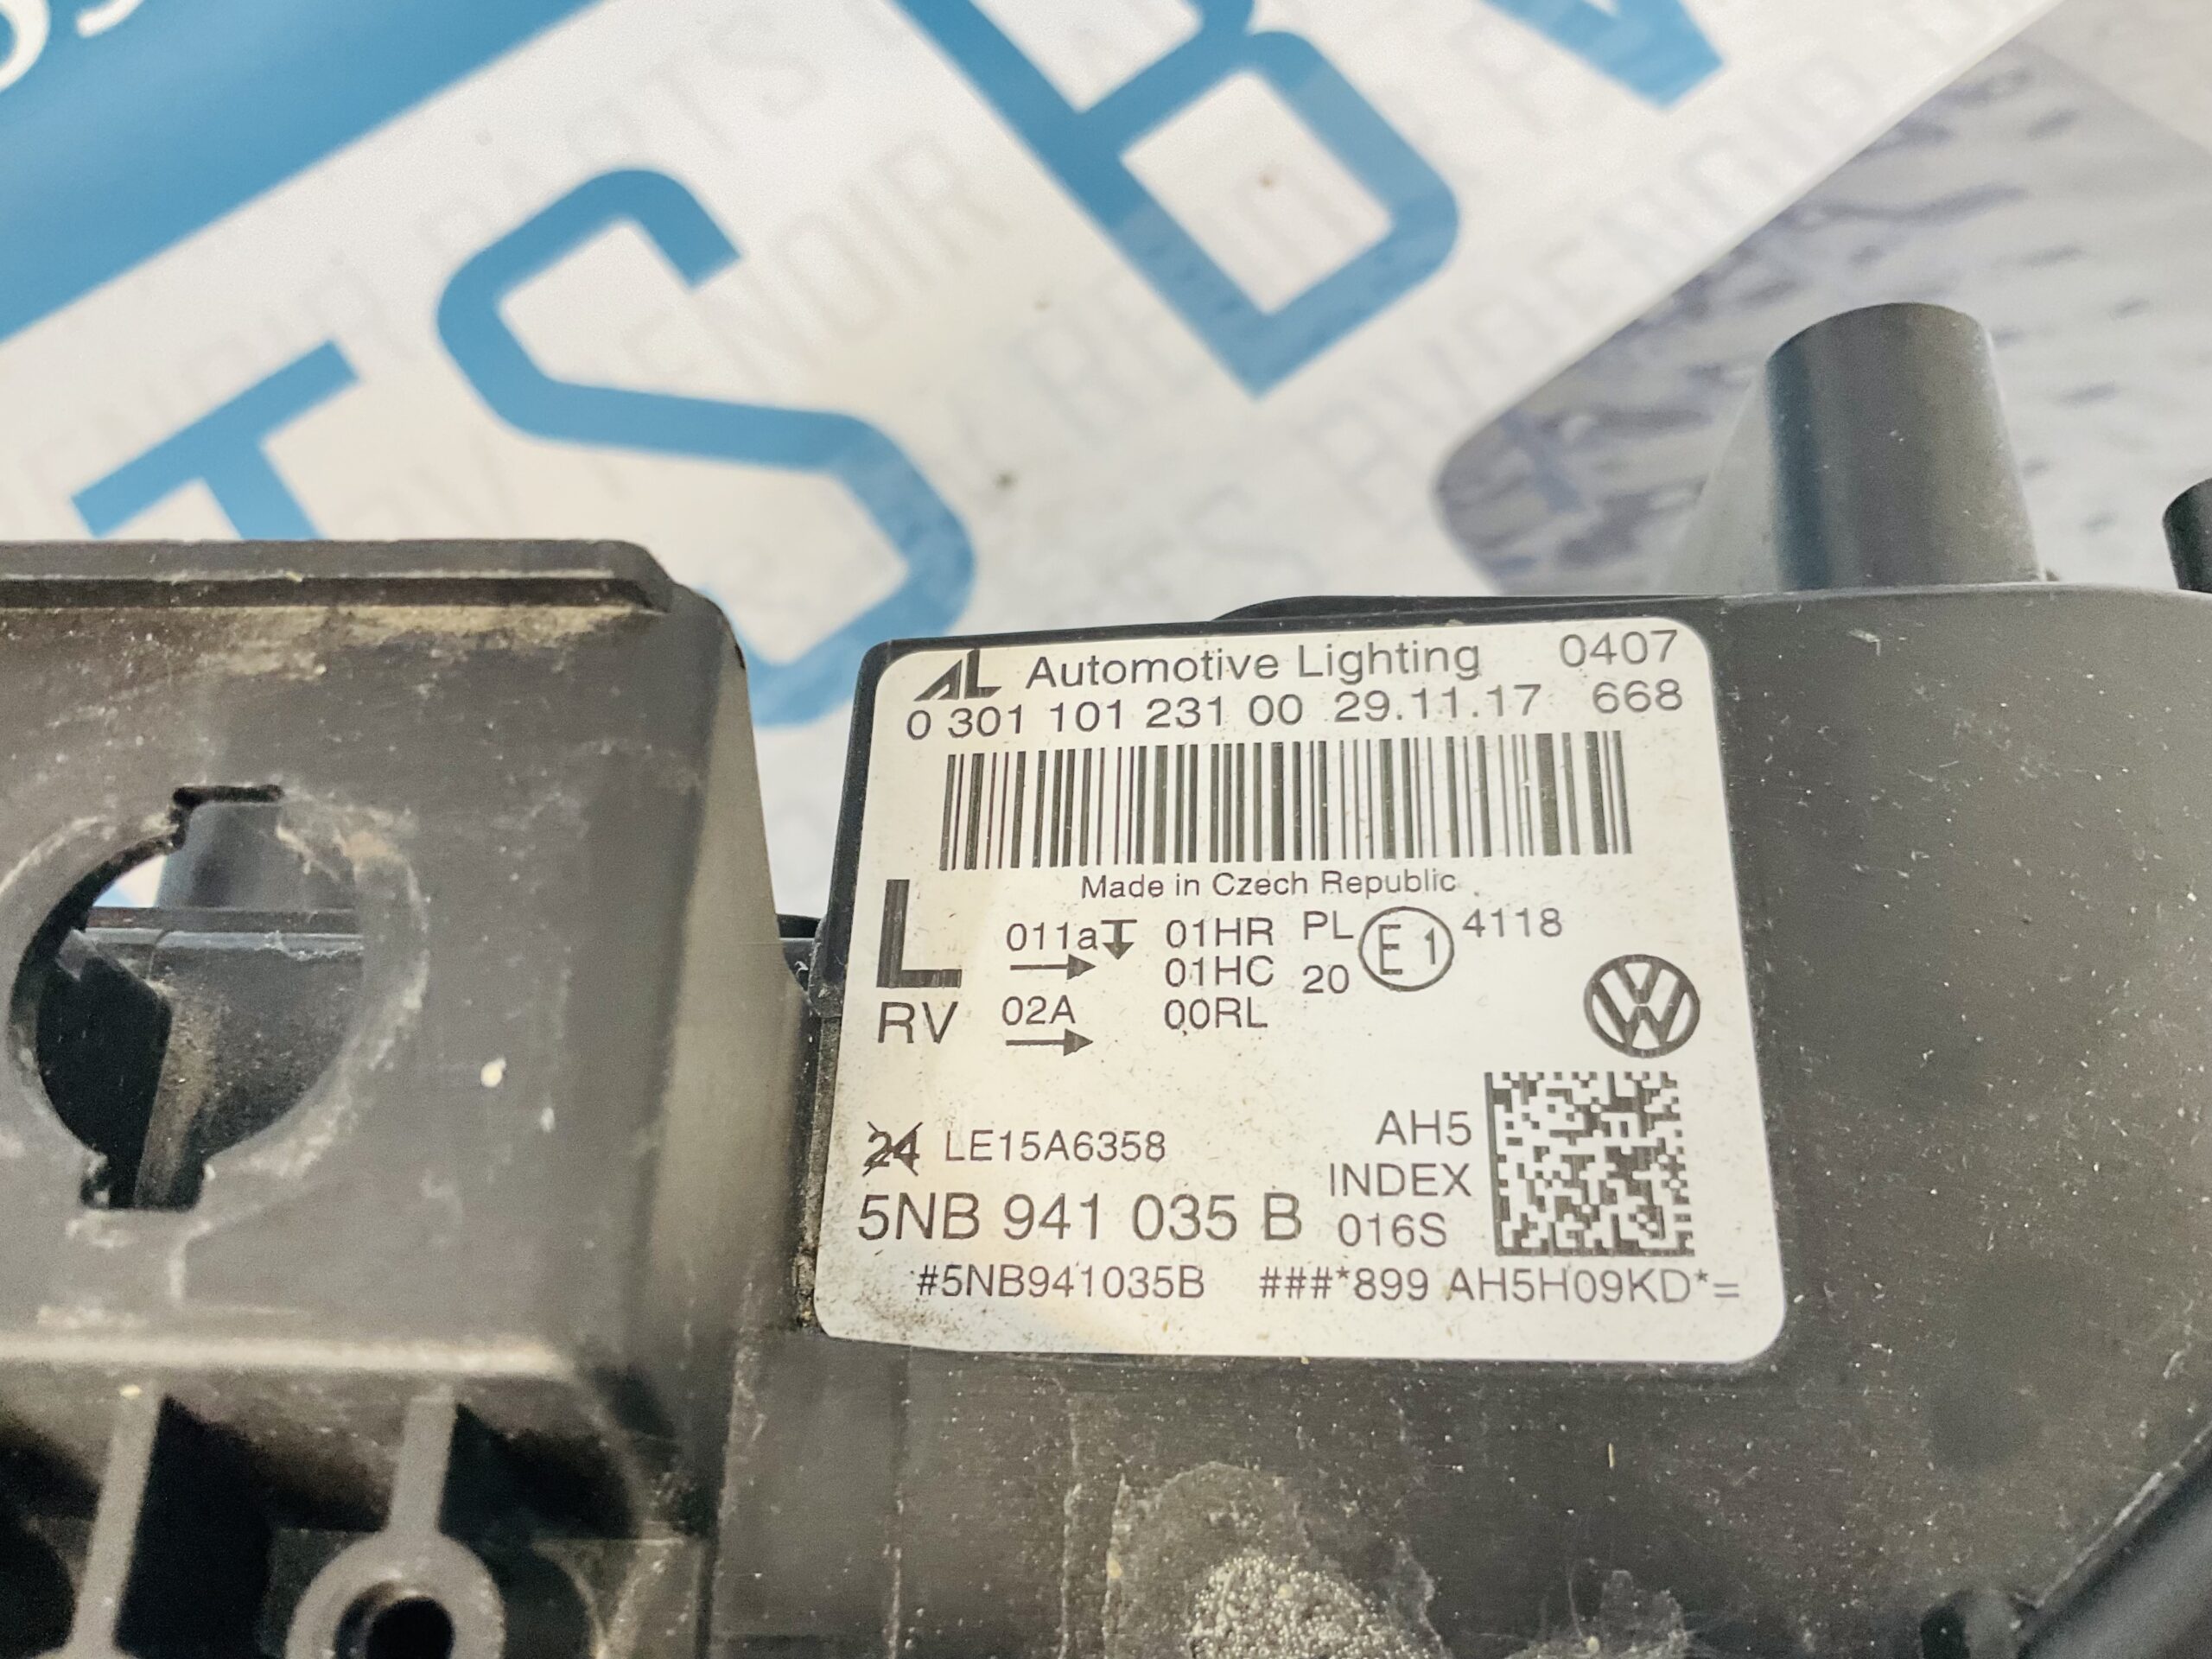 AL Automotive Lighting 0407
0 301 101 231 00 29.11.17 668
Made in Czech Republic
L 011a 01HR PL E1 4118
01HC 20
RV 02A 00RL
24 LE15A6358 AH5
INDEX
5NB 941 035 B 016S
#5NB941035B ###*899 AH5H09KD*=